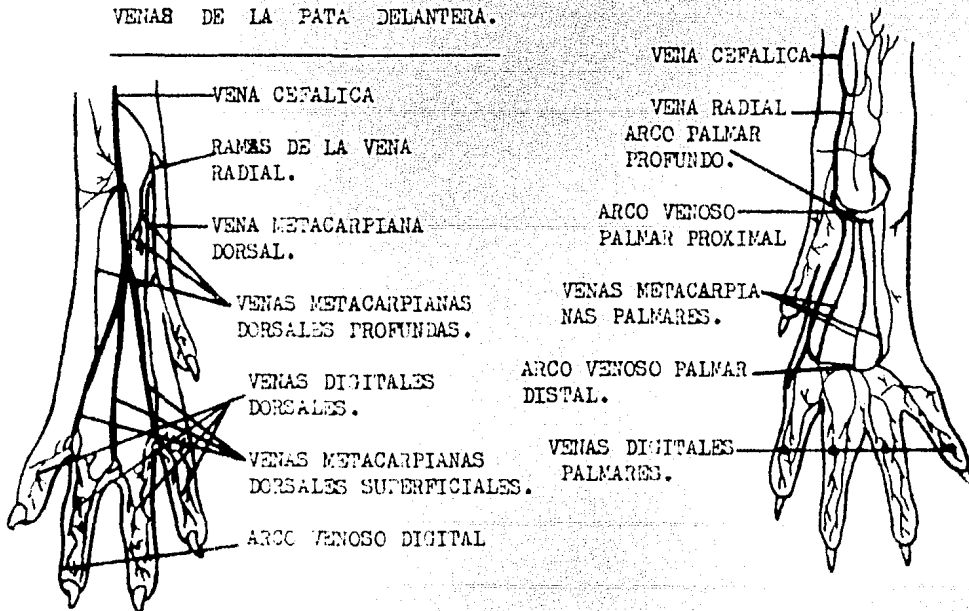 VENAS DE LA PATA DELANTERA.
VENA CEFALICA
RAMAS DE LA VENA
RADIAL.
VENA METACARPIANA
DORSAL.
VENAS METACARPIANAS
DORSALES PROFUNDAS.
VENAS DIGITALES
DORSALES.
VENAS METACARPIANAS
DORSALES SUPERFICIALES.
ARCO VENOSO DIGITAL
VENA CEFALICA
VENA RADIAL
ARCO PALMAR
PROFUNDO.
ARCO VENOSO
PALMAR PROXIMAL
VENAS METACARPIA
NAS PALMARES.
ARCO VENOSO PALMAR
DISTAL.
VENAS DIGITALES
PALMARES.